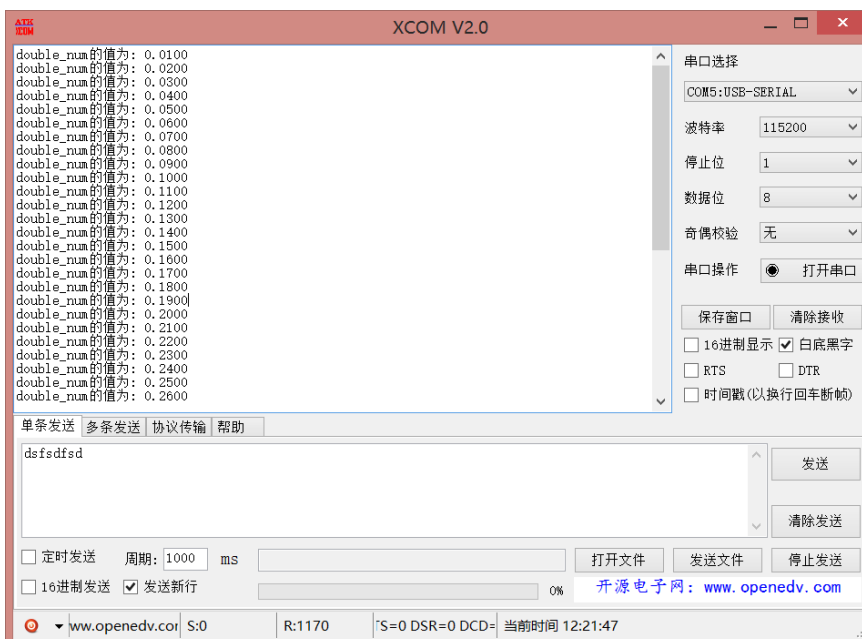 ATK XCOM
XCOM V2.0
double_num的值为: 0.0100
double_num的值为: 0.0200
double_num的值为: 0.0300
double_num的值为: 0.0400
double_num的值为: 0.0500
double_num的值为: 0.0600
double_num的值为: 0.0700
double_num的值为: 0.0800
double_num的值为: 0.0900
double_num的值为: 0.1000
double_num的值为: 0.1100
double_num的值为: 0.1200
double_num的值为: 0.1300
double_num的值为: 0.1400
double_num的值为: 0.1500
double_num的值为: 0.1600
double_num的值为: 0.1700
double_num的值为: 0.1800
double_num的值为: 0.1900
double_num的值为: 0.2000
double_num的值为: 0.2100
double_num的值为: 0.2200
double_num的值为: 0.2300
double_num的值为: 0.2400
double_num的值为: 0.2500
double_num的值为: 0.2600
串口选择
COM5:USB-SERIAL
波特率 115200
停止位 1
数据位 8
奇偶校验 无
串口操作 打开串口
保存窗口 清除接收
16进制显示 白底黑字
RTS DTR
时间戳(以换行回车断帧)
单条发送 多条发送 协议传输 帮助
dsfsdfsd
发送
清除发送
定时发送 周期: 1000 ms 打开文件 发送文件 停止发送
16进制发送 发送新行 0% 开源电子网: www.openedv.com
ww.openedv.cor S:0 R:1170 TS=0 DSR=0 DCD= 当前时间 12:21:47